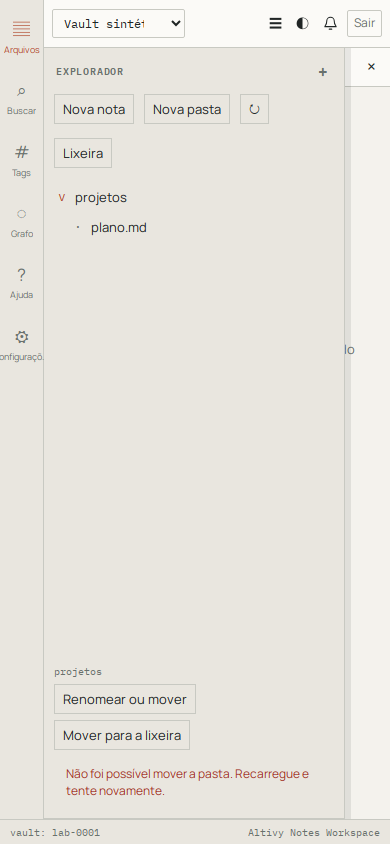 Vault sintét
Sair
Arquivos
EXPLORADOR
+
×
Nova nota
Nova pasta
↻
Buscar
Lixeira
#
Tags
v projetos
· plano.md
Grafo
?
Ajuda
onfiguraçõ
lo
projetos
Renomear ou mover
Mover para a lixeira
Não foi possível mover a pasta. Recarregue e
tente novamente.
vault: lab-0001
Altivy Notes Workspace